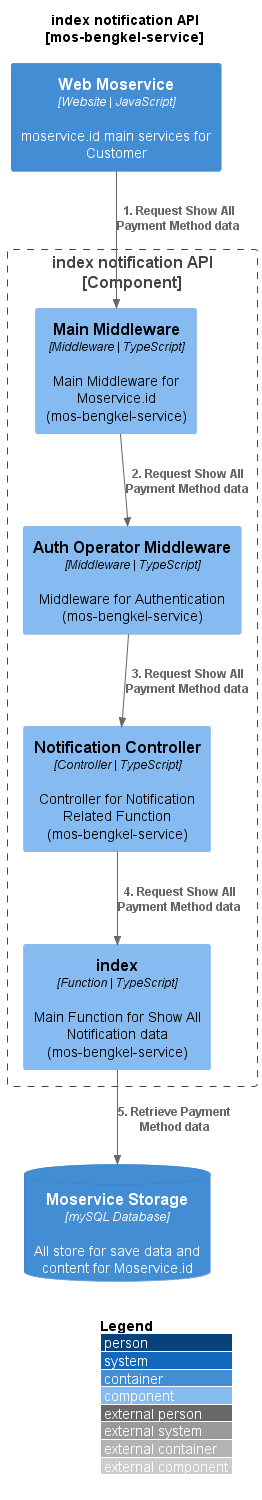 index notification API
[mos-bengkel-service]
Web Moservice
[Website | JavaScript]
moservice.id main services for
Customer
1. Request Show All
Payment Method data
index notification API
[Component]
Main Middleware
[Middleware | TypeScript]
Main Middleware for
Moservice.id
(mos-bengkel-service)
2. Request Show All
Payment Method data
Auth Operator Middleware
[Middleware | TypeScript]
Middleware for Authentication
(mos-bengkel-service)
3. Request Show All
Payment Method data
Notification Controller
[Controller | TypeScript]
Controller for Notification
Related Function
(mos-bengkel-service)
4. Request Show All
Payment Method data
index
[Function | TypeScript]
Main Function for Show All
Notification data
(mos-bengkel-service)
5. Retrieve Payment
Method data
Moservice Storage
[mySQL Database]
All store for save data and
content for Moservice.id
Legend
person
system
container
component
external person
external system
external container
external component